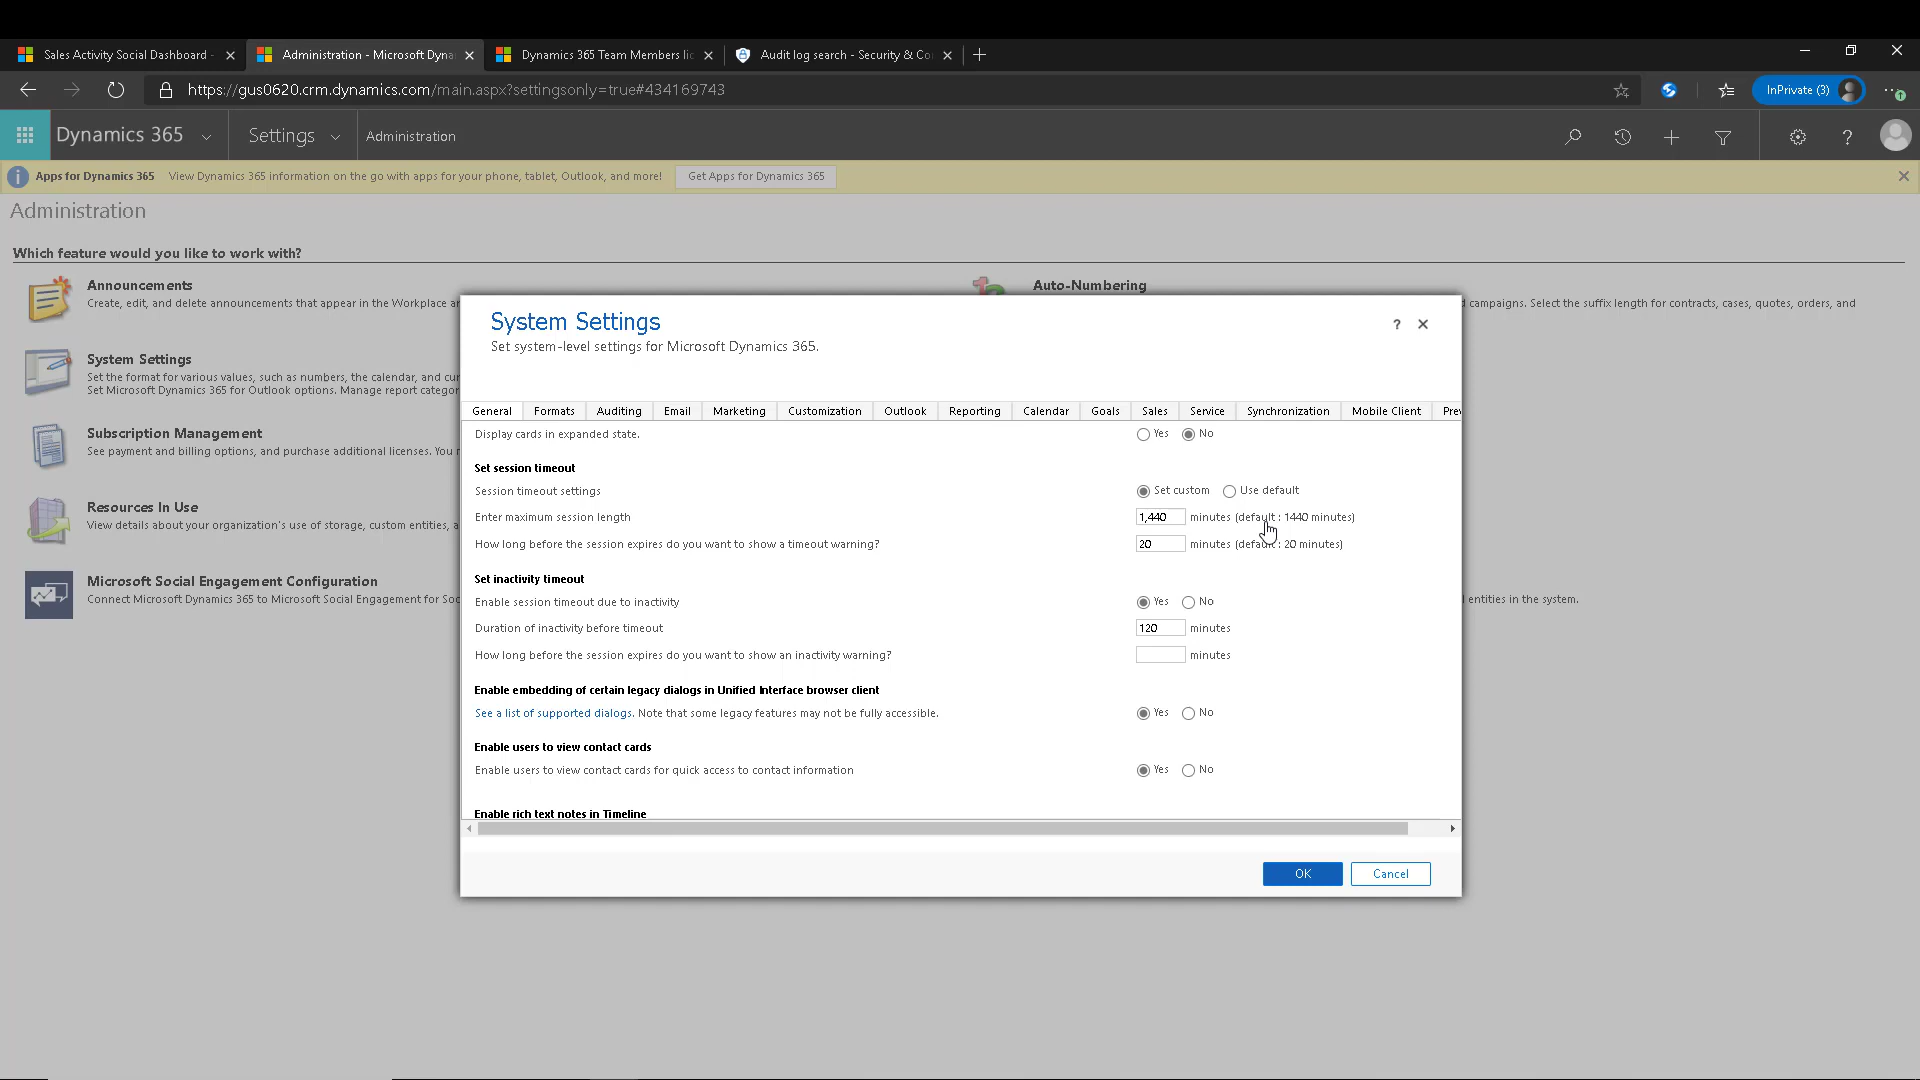 Sales Activity Social Dashboard -
Administration - Microsoft Dyna
Dynamics 365 Team Members lic
Audit log search - Security & Co
https://gus0620.crm.dynamics.com/main.aspx?settingsonly=true#434169743
InPrivate (3)
Dynamics 365
Settings
Administration
Apps for Dynamics 365
View Dynamics 365 information on the go with apps for your phone, tablet, Outlook, and more!
Get Apps for Dynamics 365
Administration
Which feature would you like to work with?
Announcements
Create, edit, and delete announcements that appear in the Workplace
Auto-Numbering
campaigns. Select the suffix length for contracts, cases, quotes, orders, and
System Settings
Set the format for various values, such as numbers, the calendar, and
Set Microsoft Dynamics 365 for Outlook options. Manage report
Subscription Management
See payment and billing options, and purchase additional licenses. You
Resources In Use
View details about your organization's use of storage, custom entities,
Microsoft Social Engagement Configuration
Connect Microsoft Dynamics 365 to Microsoft Social Engagement for
entities in the system.
System Settings
Set system-level settings for Microsoft Dynamics 365.
General Formats Auditing Email Marketing Customization Outlook Reporting Calendar Goals Sales Service Synchronization Mobile Client
Display cards in expanded state. Yes No
Set session timeout
Session timeout settings Set custom Use default
Enter maximum session length 1,440 minutes (default : 1440 minutes)
How long before the session expires do you want to show a timeout warning? 20 minutes (default : 20 minutes)
Set inactivity timeout
Enable session timeout due to inactivity Yes No
Duration of inactivity before timeout 120 minutes
How long before the session expires do you want to show an inactivity warning? minutes
Enable embedding of certain legacy dialogs in Unified Interface browser client
See a list of supported dialogs. Note that some legacy features may not be fully accessible. Yes No
Enable users to view contact cards
Enable users to view contact cards for quick access to contact information Yes No
Enable rich text notes in Timeline
OK
Cancel